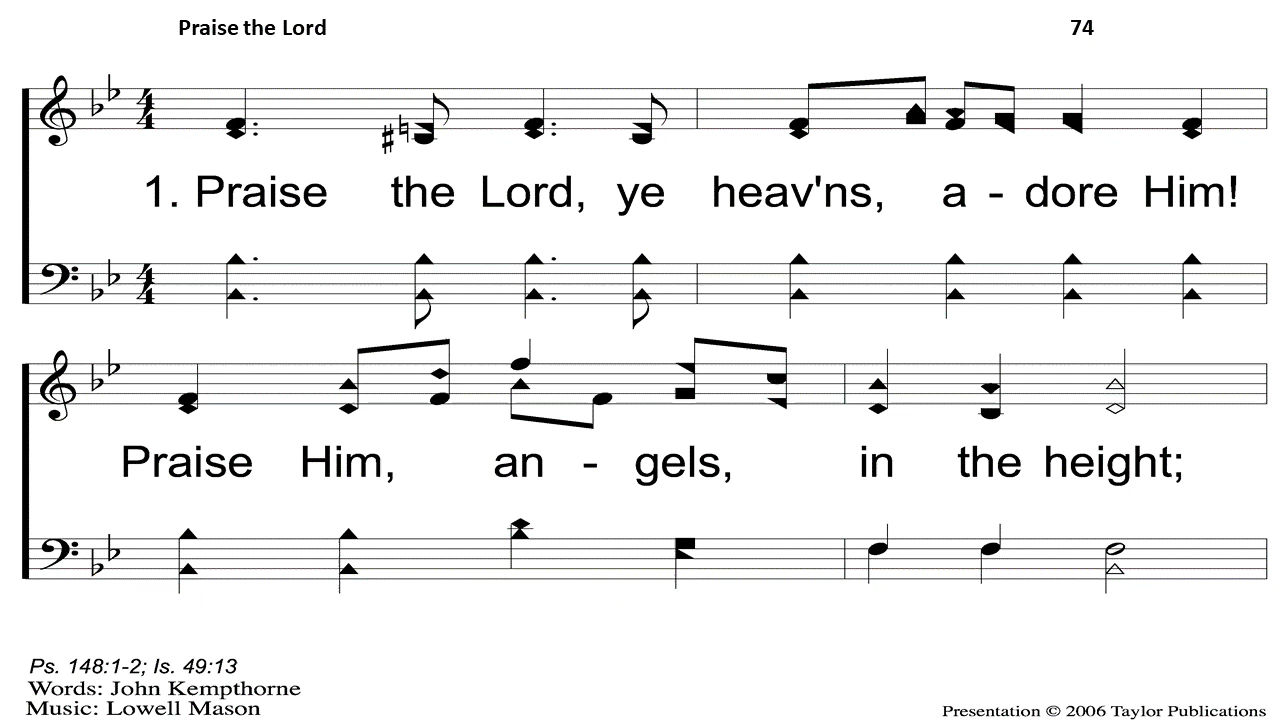 Praise the Lord 74
1. Praise the Lord, ye heav'ns, a - dore Him!
Praise Him, an - gels, in the height;
Ps. 148:1-2; Is. 49:13
Words: John Kempthorne
Music: Lowell Mason
Presentation © 2006 Taylor Publications